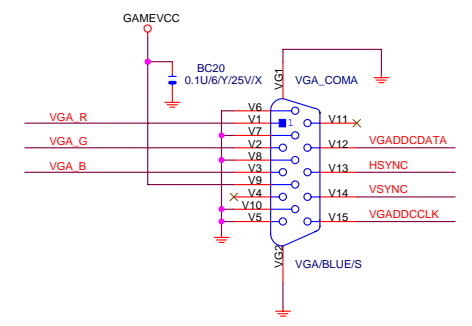 GAMEVCC
BC20
0.1U/6/Y/25V/X
VG1
VGA_COMA
V6
VGA_R
V1
1
V11
V7
VGA_G
V2
V12
VGADDCDATA
V8
VGA_B
V3
V13
HSYNC
V9
V4
V14
VSYNC
V10
V5
V15
VGADDCCLK
VG2
VGA/BLUE/S